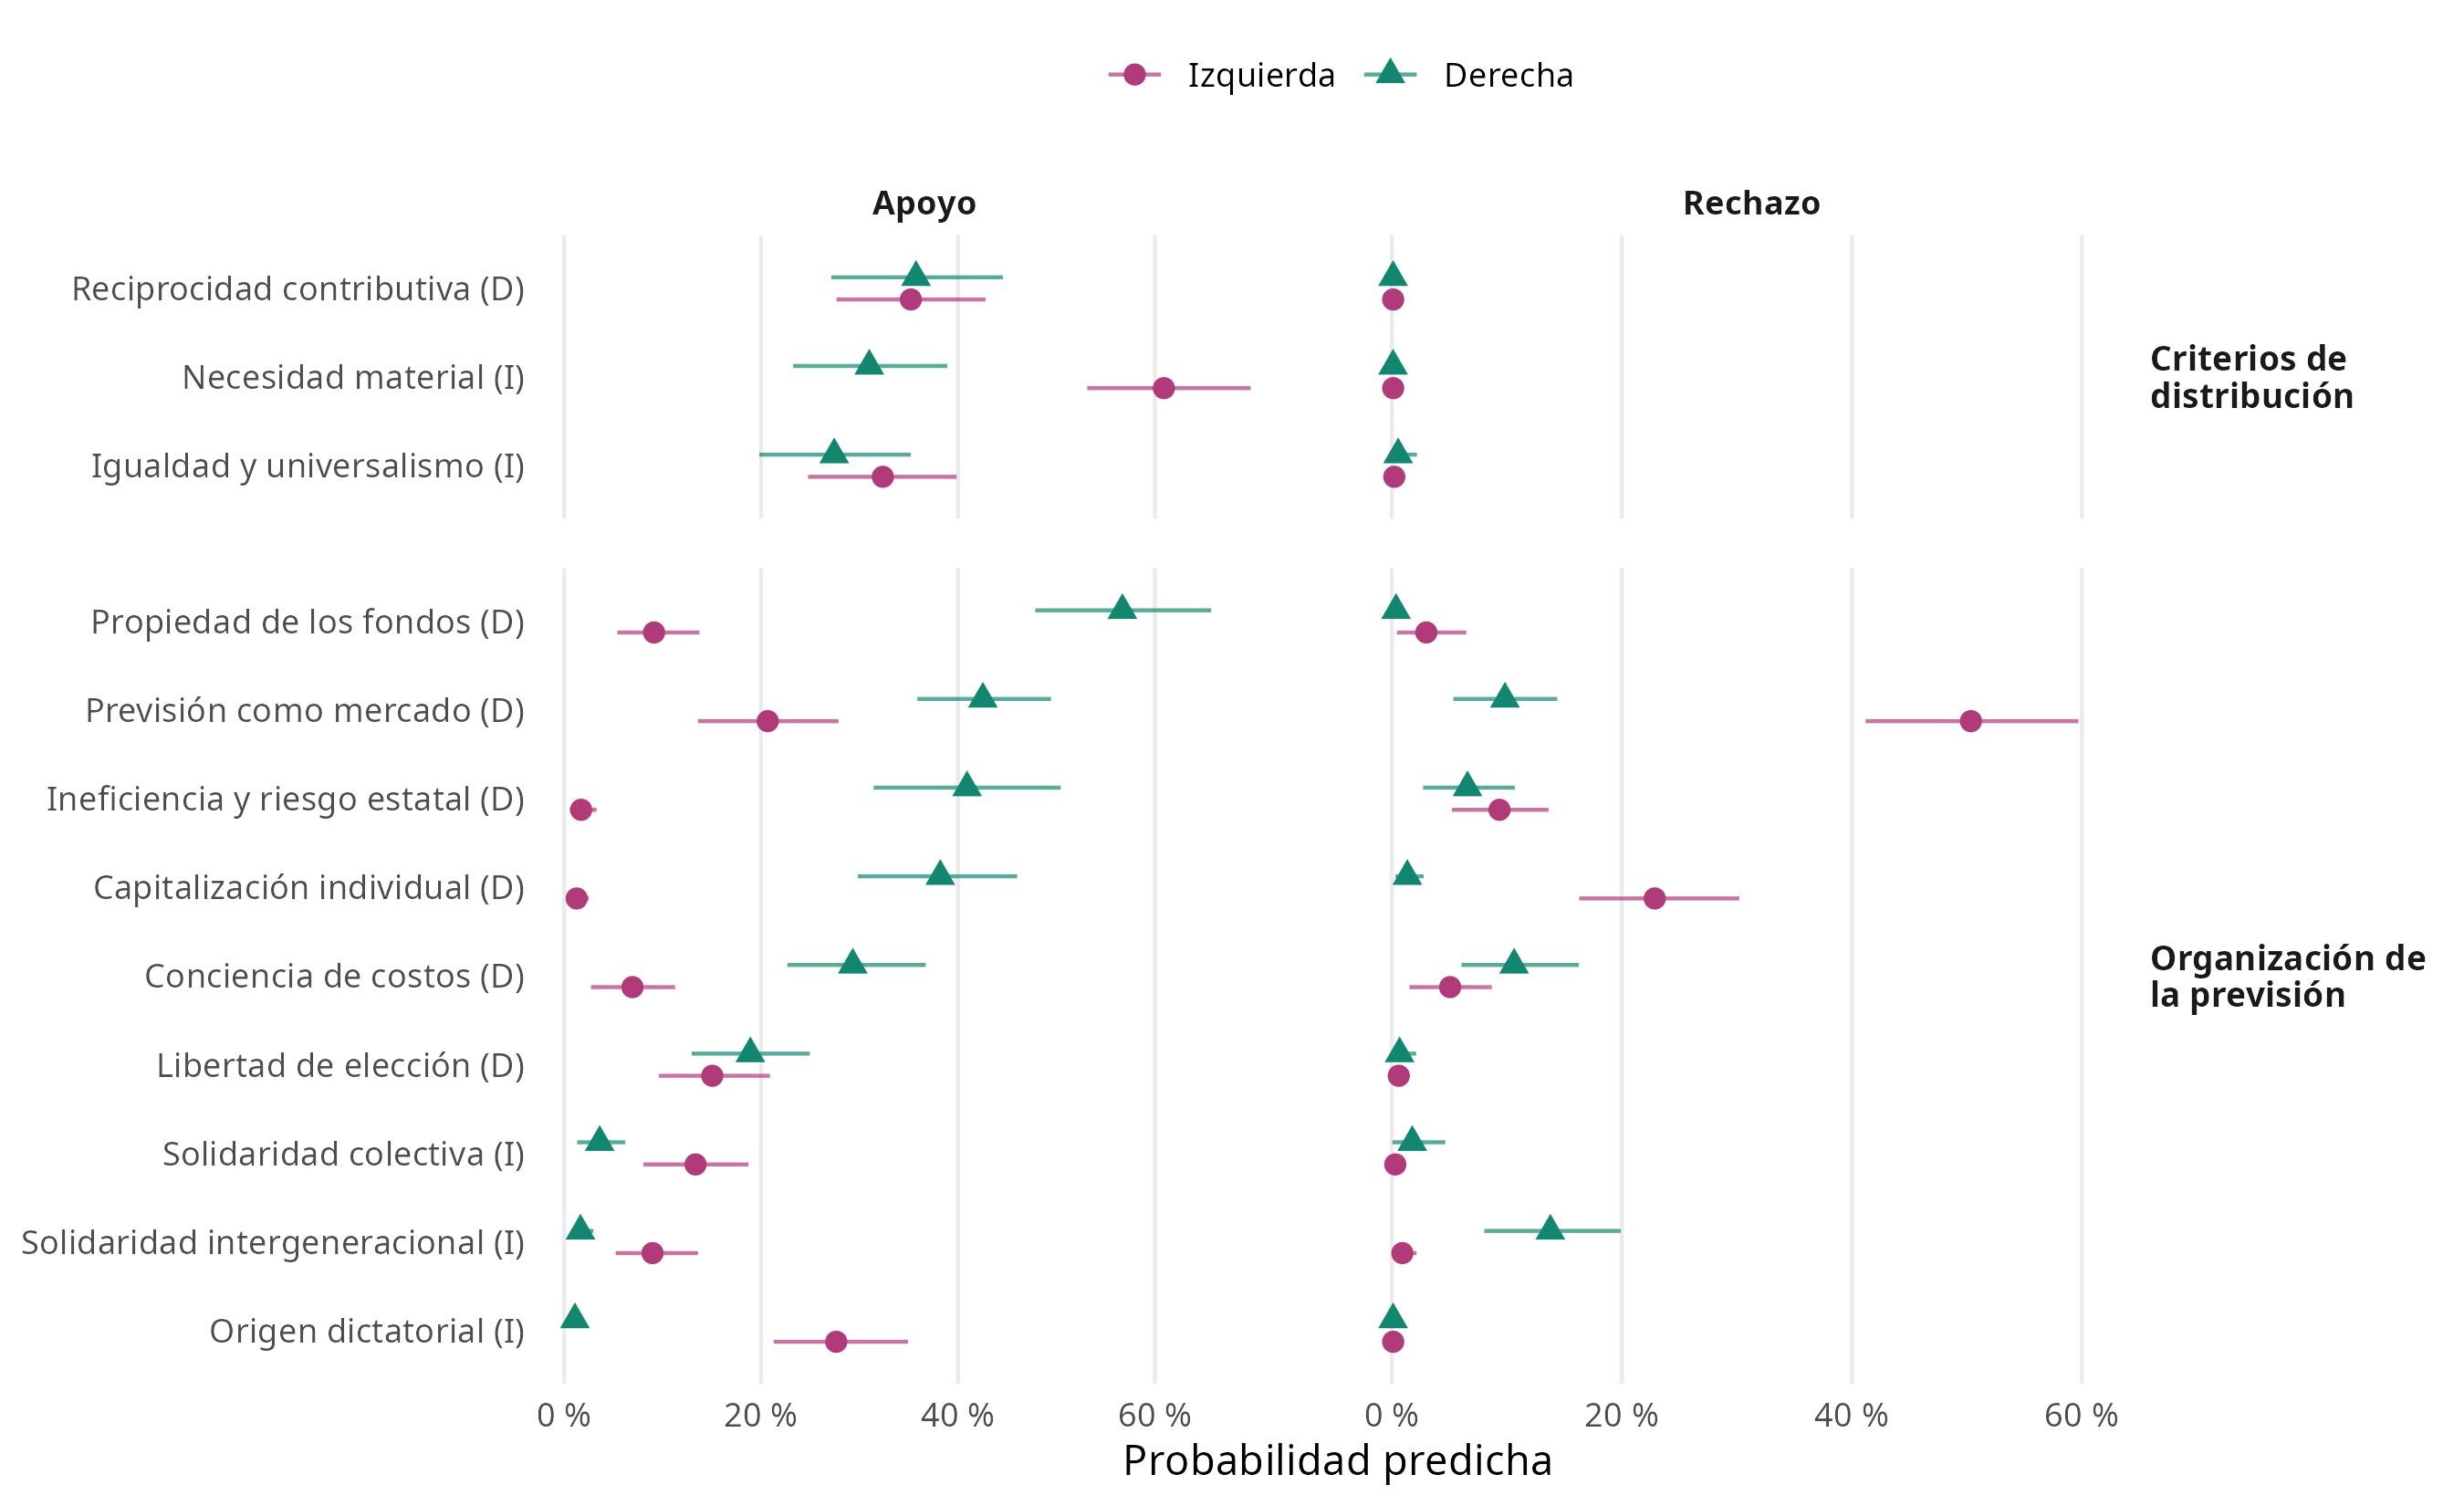 Izquierda Derecha
Apoyo Rechazo
Reciprocidad contributiva (D)
Necesidad material (I)
Igualdad y universalismo (I)
Criterios de
distribución
Propiedad de los fondos (D)
Previsión como mercado (D)
Ineficiencia y riesgo estatal (D)
Capitalización individual (D)
Conciencia de costos (D)
Libertad de elección (D)
Solidaridad colectiva (I)
Solidaridad intergeneracional (I)
Origen dictatorial (I)
Organización de
la previsión
0 % 20 % 40 % 60 % 0 % 20 % 40 % 60 %
Probabilidad predicha